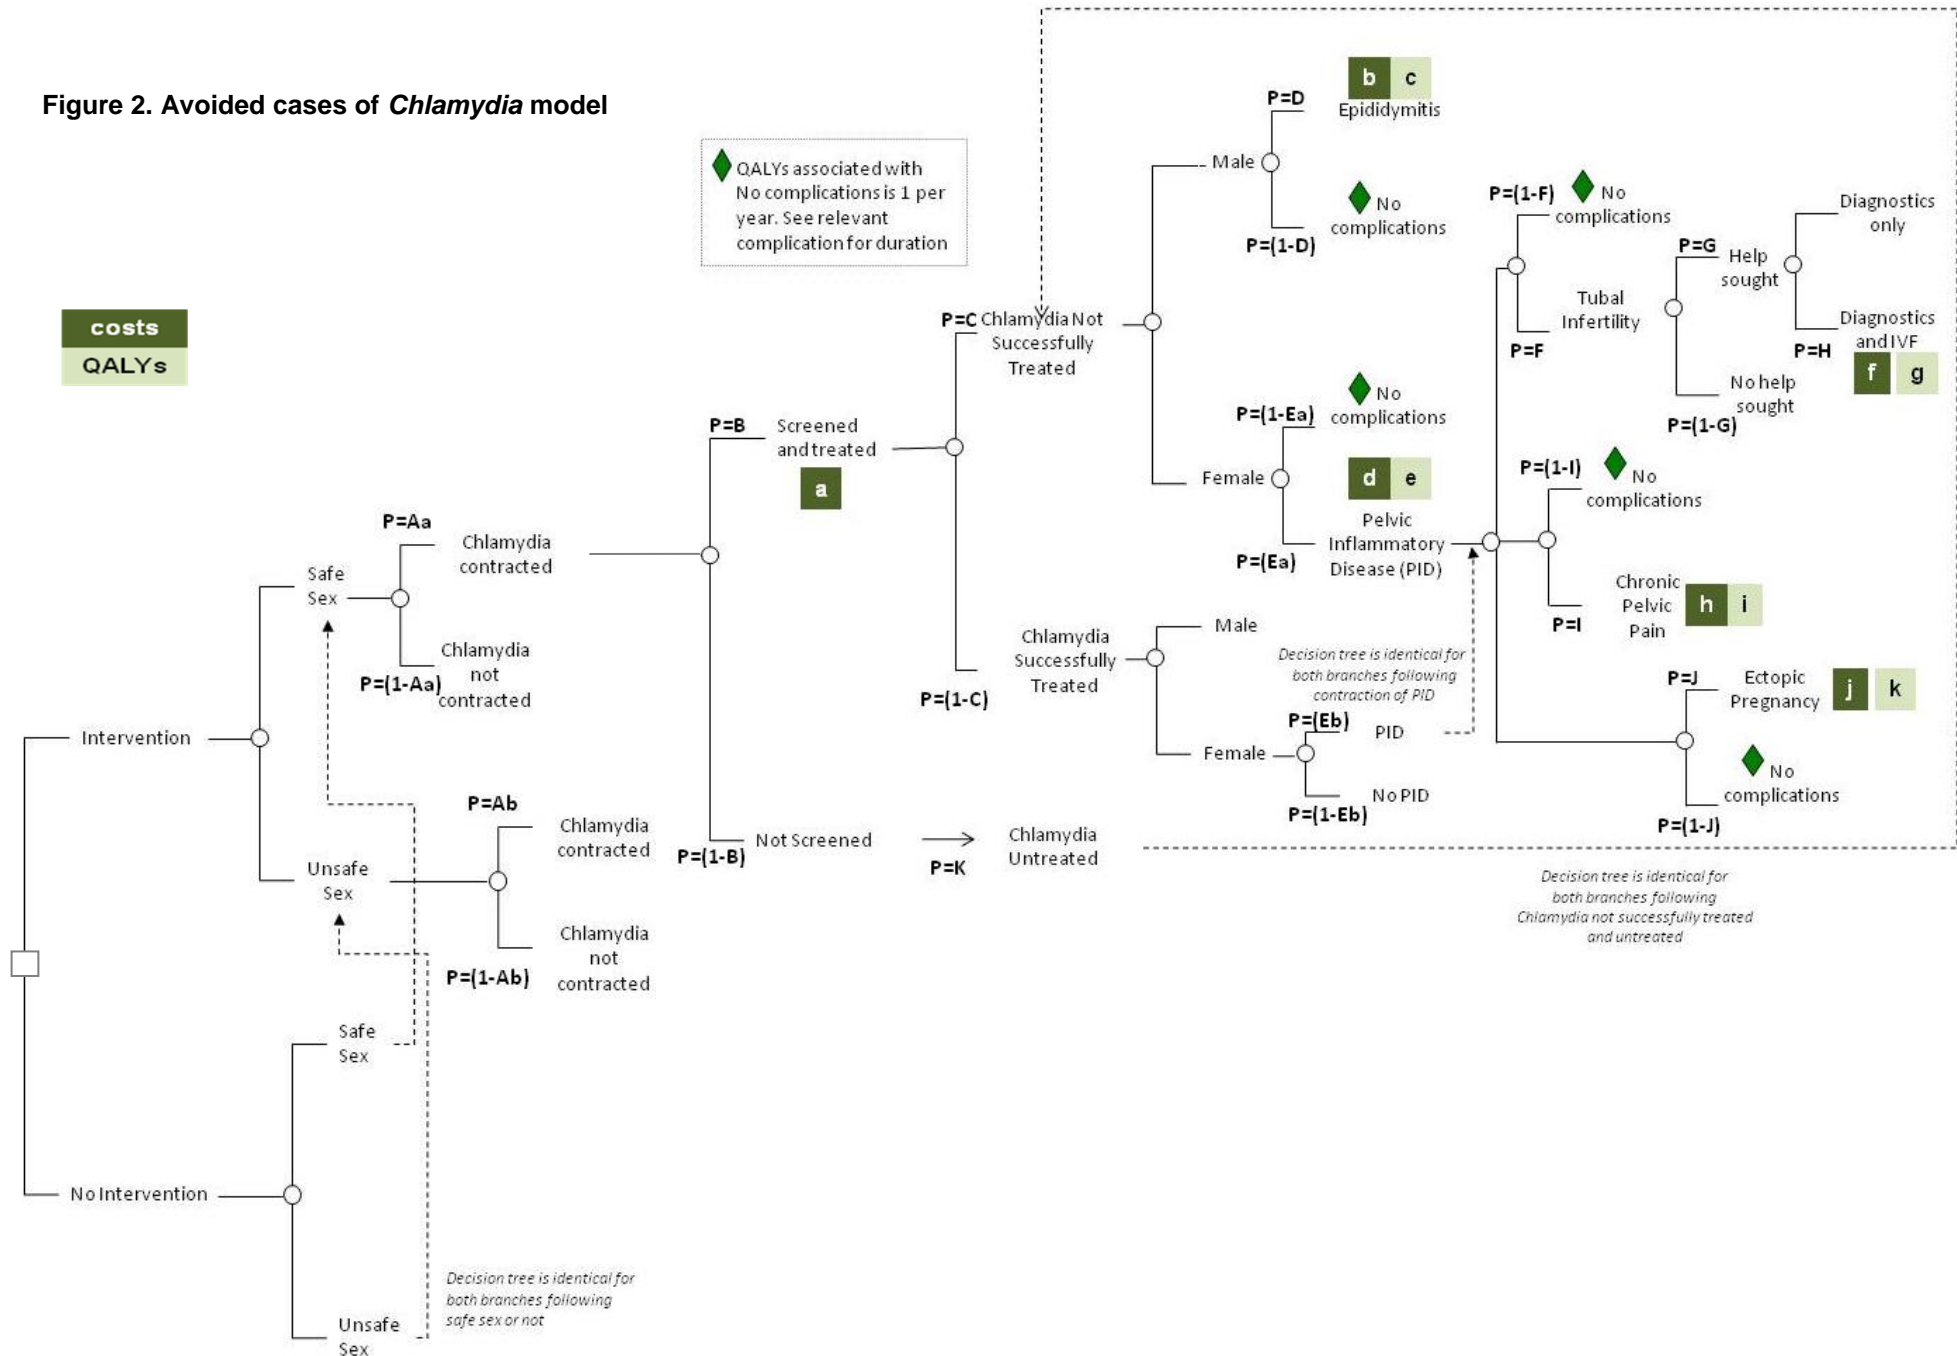 Figure 2. Avoided cases of Chlamydia model
QALYs associated with
No complications is 1 per
year. See relevant
complication for duration
costs
QALYs
Intervention
No Intervention
Safe
Sex
Unsafe
Sex
Safe
Sex
Unsafe
Sex
Decision tree is identical for
both branches following
safe sex or not
P=Aa
Chlamydia
contracted
P=(1-Aa)
Chlamydia
not
contracted
P=Ab
Chlamydia
contracted
P=(1-Ab)
Chlamydia
not
contracted
P=B
Screened
and treated
a
P=(1-B)
Not Screened
P=K
Chlamydia
Untreated
P=C
Chlamydia Not
Successfully
Treated
P=(1-C)
Chlamydia
Successfully
Treated
Male
P=D
b c
Epididymitis
P=(1-D)
No
complications
Female
P=(1-Ea)
No
complications
P=(Ea)
d e
Pelvic
Inflammatory
Disease (PID)
Male
Female
P=(Eb)
PID
P=(1-Eb)
No PID
Decision tree is identical for
both branches following
contraction of PID
P=(1-F)
No
complications
P=F
Tubal
Infertility
P=G
Help
sought
Diagnostics
only
P=H
Diagnostics
and IVF
f g
P=(1-G)
No help
sought
P=(1-I)
No
complications
P=I
Chronic
Pelvic
Pain
h i
P=J
Ectopic
Pregnancy
j k
P=(1-J)
No
complications
Decision tree is identical for
both branches following
Chlamydia not successfully treated
and untreated